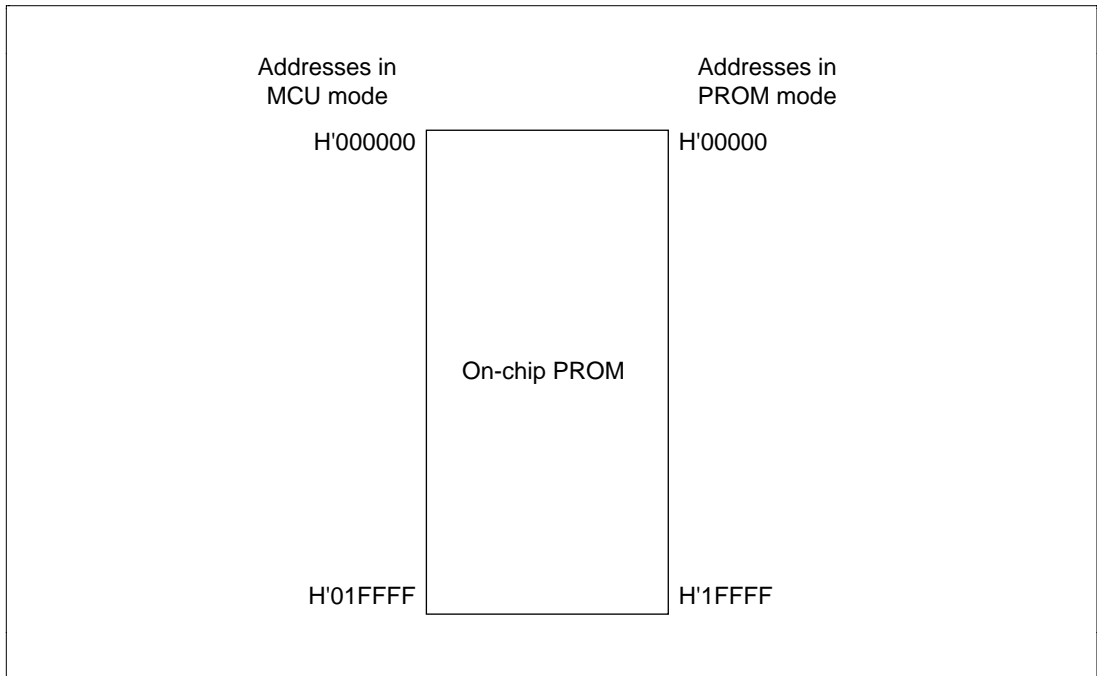 Addresses in
MCU mode
Addresses in
PROM mode
H'000000
H'00000
On-chip PROM
H'01FFFF
H'1FFFF